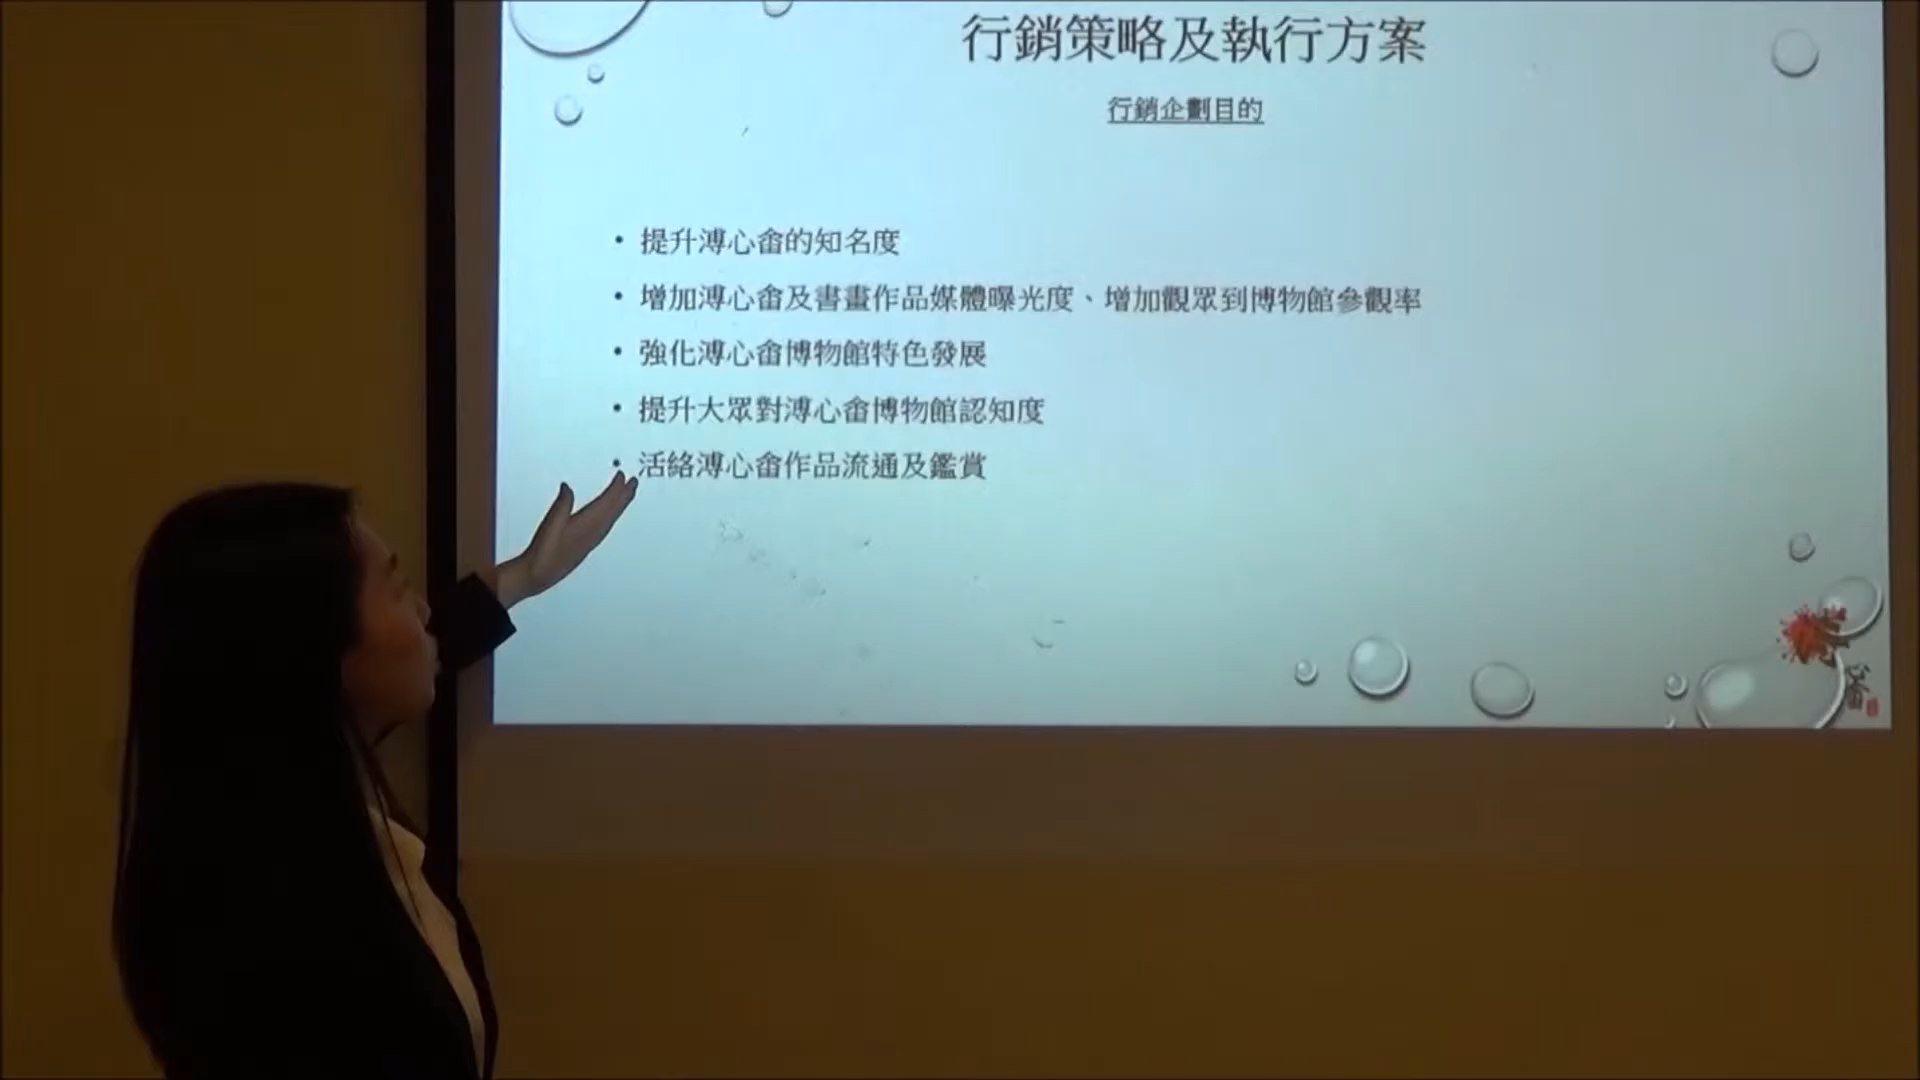 行銷策略及執行方案
行銷企劃目的
• 提升溥心畬的知名度
• 增加溥心畬及書畫作品媒體曝光度、增加觀眾到博物館參觀率
• 強化溥心畬博物館特色發展
• 提升大眾對溥心畬博物館認知度
• 活絡溥心畬作品流通及鑑賞
心畬